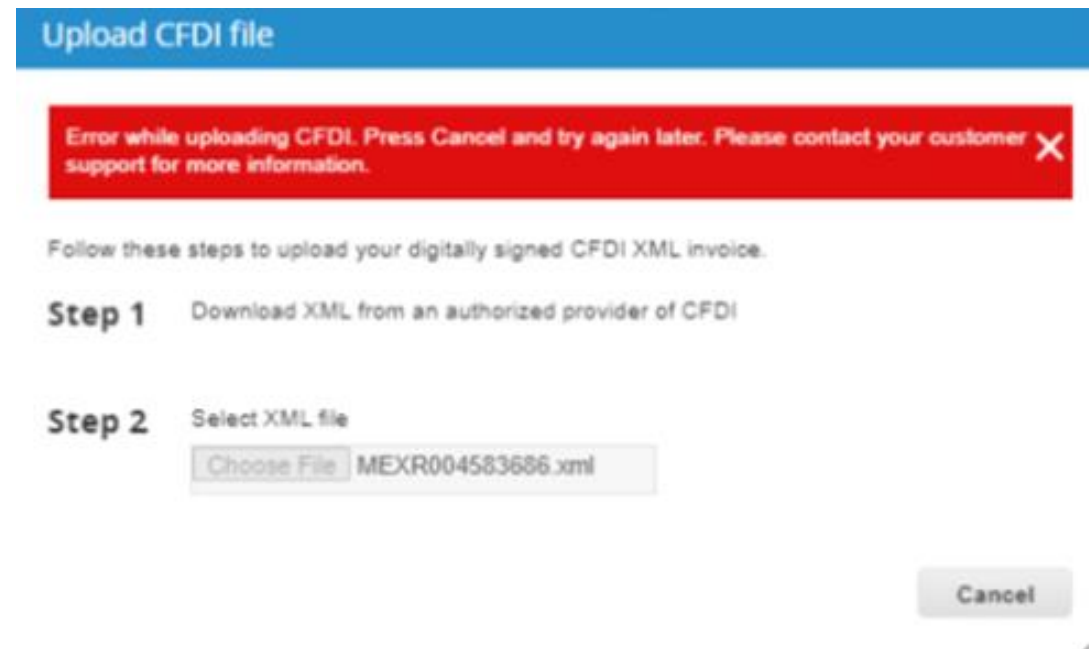 Upload CFDI file
Error while uploading CFDI. Press Cancel and try again later. Please contact your customer
support for more information.
Follow these steps to upload your digitally signed CFDI XML invoice.
Step 1 Download XML from an authorized provider of CFDI
Step 2 Select XML file
Choose File MEXR004583686.xml
Cancel